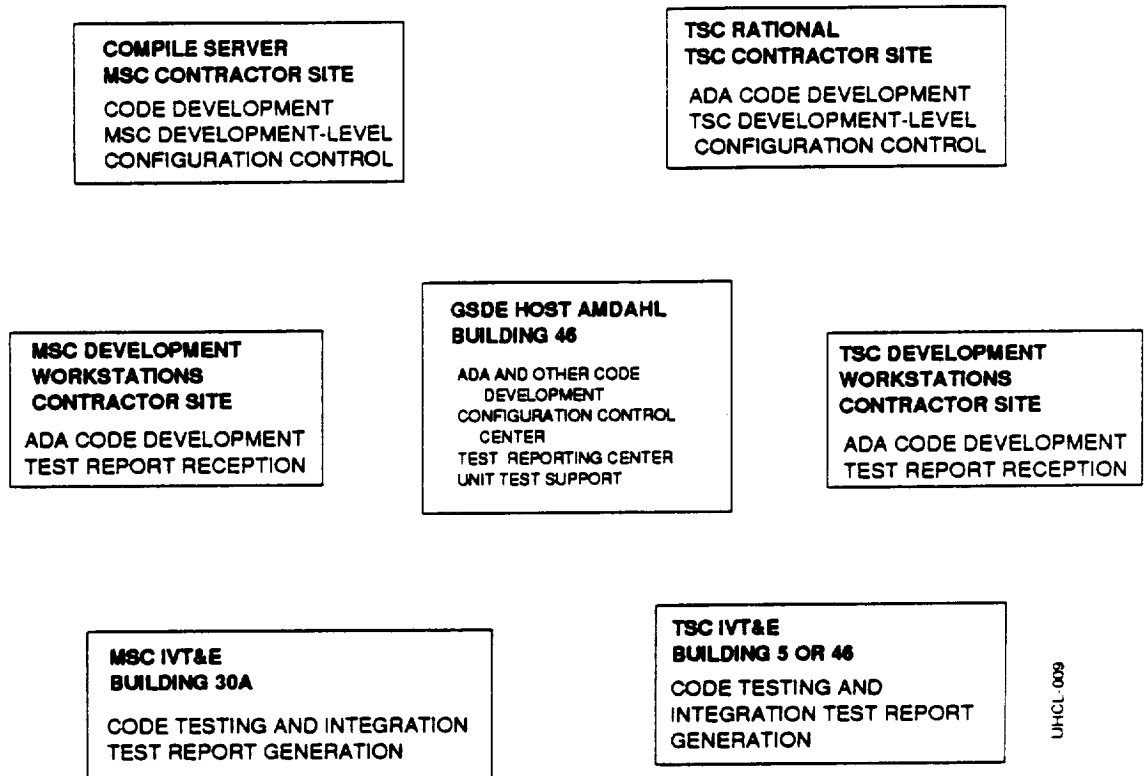 COMPILE SERVER
MSC CONTRACTOR SITE
CODE DEVELOPMENT
MSC DEVELOPMENT-LEVEL
CONFIGURATION CONTROL
TSC RATIONAL
TSC CONTRACTOR SITE
ADA CODE DEVELOPMENT
TSC DEVELOPMENT-LEVEL
CONFIGURATION CONTROL
MSC DEVELOPMENT
WORKSTATIONS
CONTRACTOR SITE
ADA CODE DEVELOPMENT
TEST REPORT RECEPTION
GSDE HOST AMDAHL
BUILDING 46
ADA AND OTHER CODE
DEVELOPMENT
CONFIGURATION CONTROL
CENTER
TEST REPORTING CENTER
UNIT TEST SUPPORT
TSC DEVELOPMENT
WORKSTATIONS
CONTRACTOR SITE
ADA CODE DEVELOPMENT
TEST REPORT RECEPTION
MSC IVT&E
BUILDING 30A
CODE TESTING AND INTEGRATION
TEST REPORT GENERATION
TSC IVT&E
BUILDING 5 OR 46
CODE TESTING AND
INTEGRATION TEST REPORT
GENERATION
UHCL-009